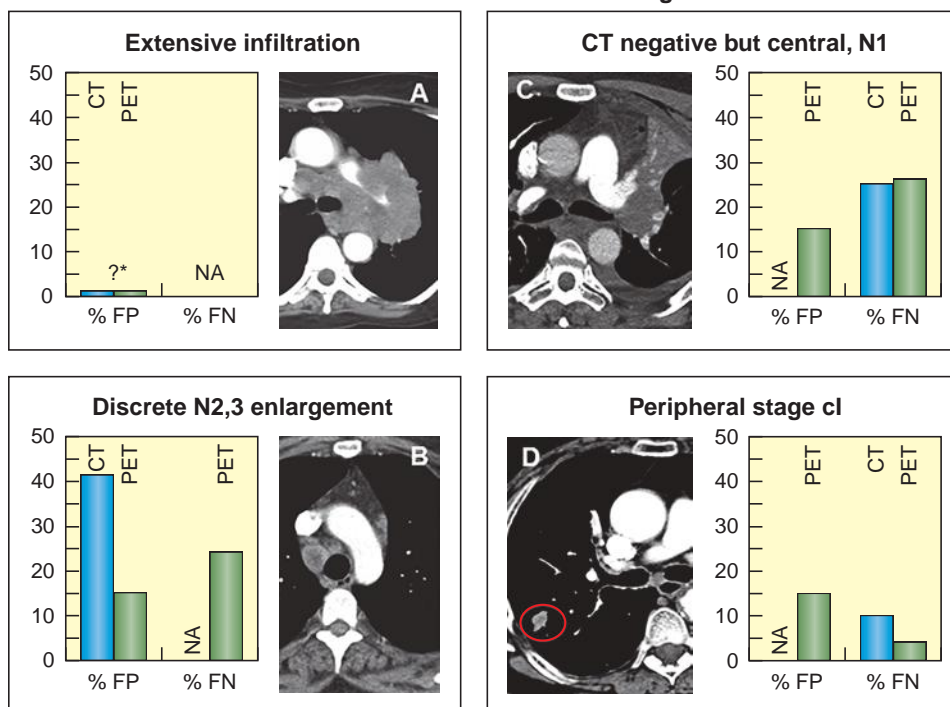 Extensive infiltration
50
40
30
20
10
0
CT
PET
?*
NA
% FP
% FN
A
CT negative but central, N1
C
50
40
30
20
10
0
PET
CT
PET
NA
% FP
% FN
Discrete N2,3 enlargement
50
40
30
20
10
0
CT
PET
PET
NA
% FP
% FN
B
Peripheral stage cI
D
50
40
30
20
10
0
PET
CT
PET
NA
% FP
% FN